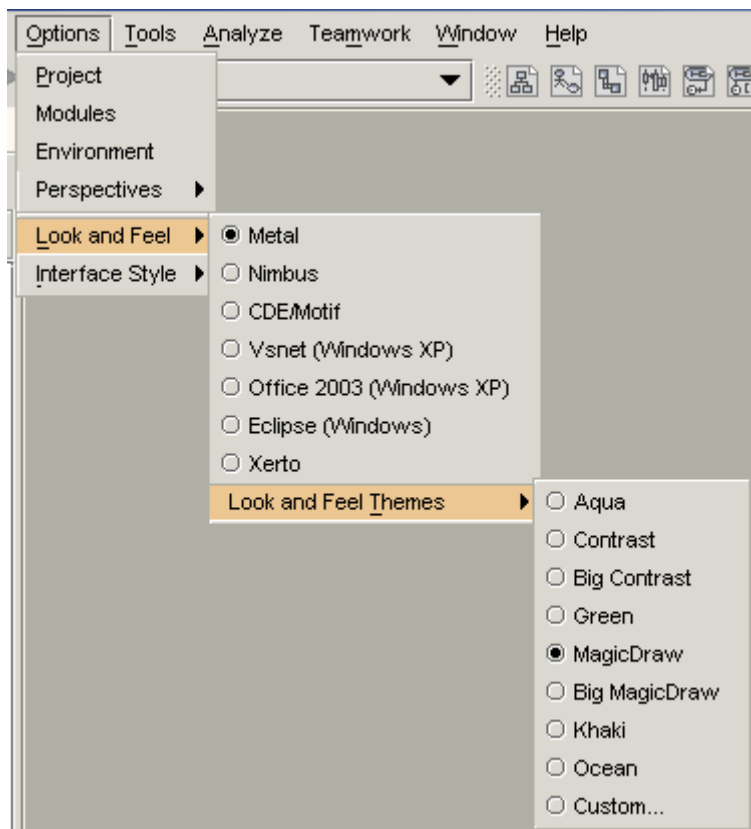 Options Tools Analyze Teamwork Window Help
Project
Modules
Environment
Perspectives
Look and Feel
Interface Style
Metal
Nimbus
CDE/Motif
Vsnet (Windows XP)
Office 2003 (Windows XP)
Eclipse (Windows)
Xerto
Look and Feel Themes
Aqua
Contrast
Big Contrast
Green
MagicDraw
Big MagicDraw
Khaki
Ocean
Custom...